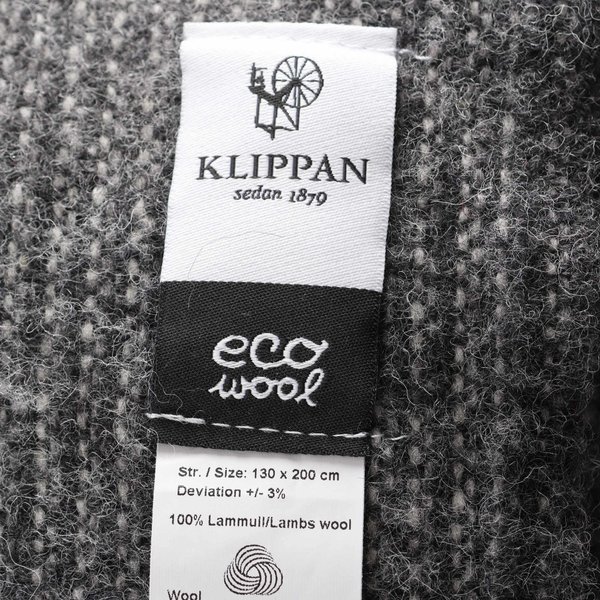 KLIPPAN
sedan 1879
eco
wool
Str. / Size: 130 x 200 cm
Deviation +/- 3%
100% Lammull/Lambs wool
Wool